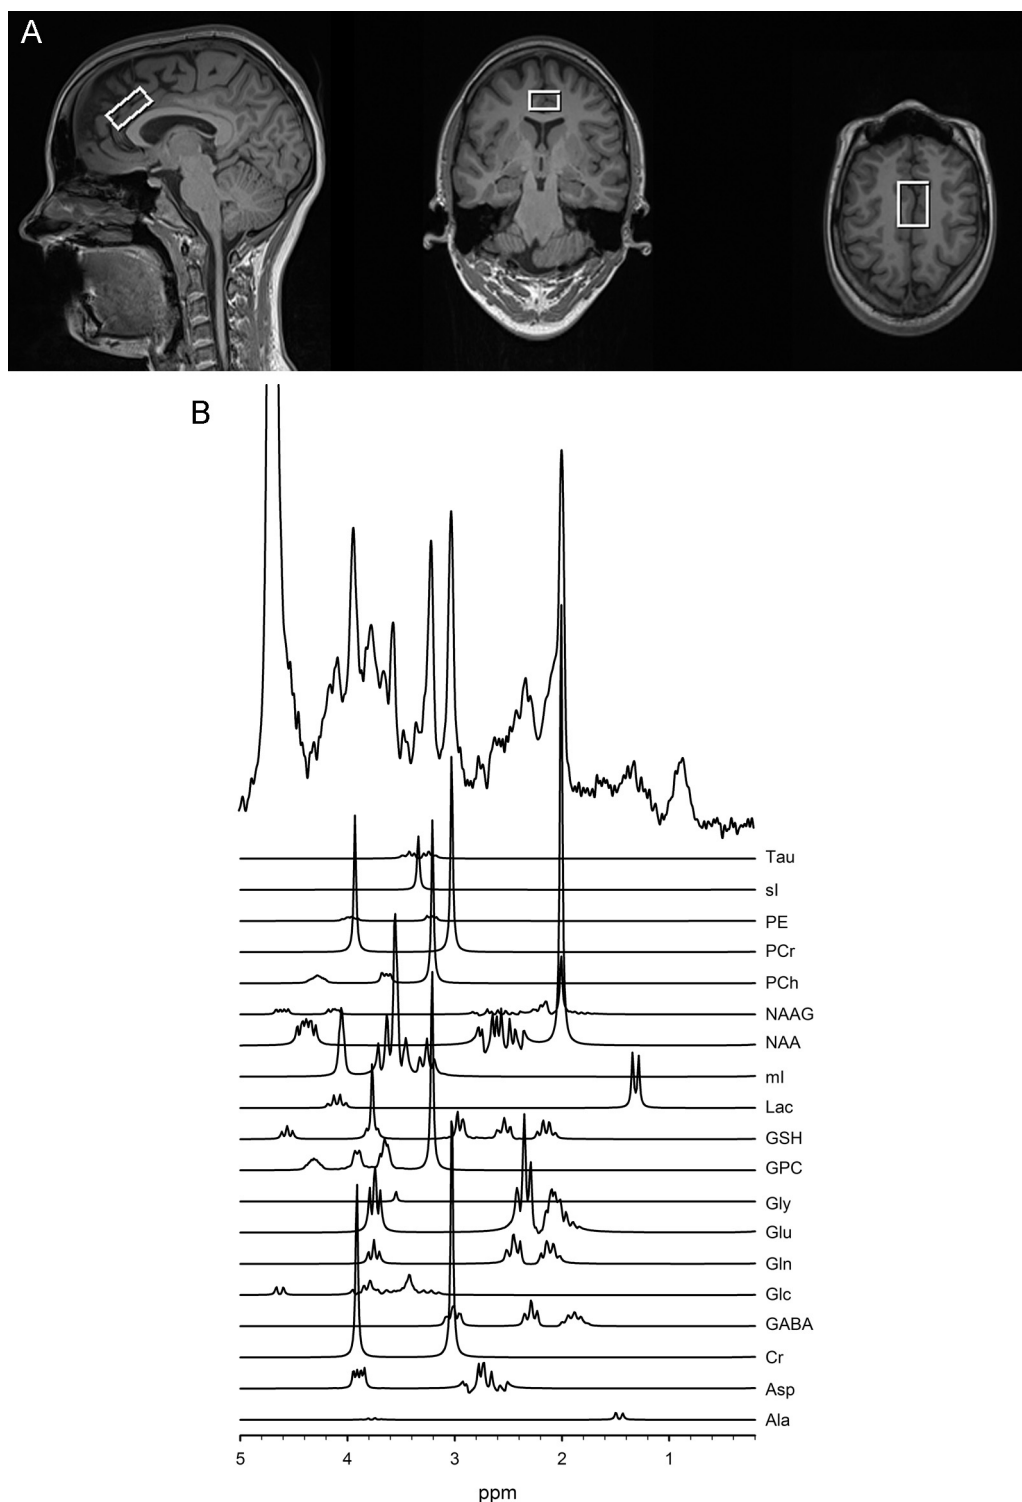 A
B
Tau
sI
PE
PCr
PCh
NAAG
NAA
mI
Lac
GSH
GPC
Gly
Glu
Gln
Glc
GABA
Cr
Asp
Ala
5 4 3 2 1
ppm